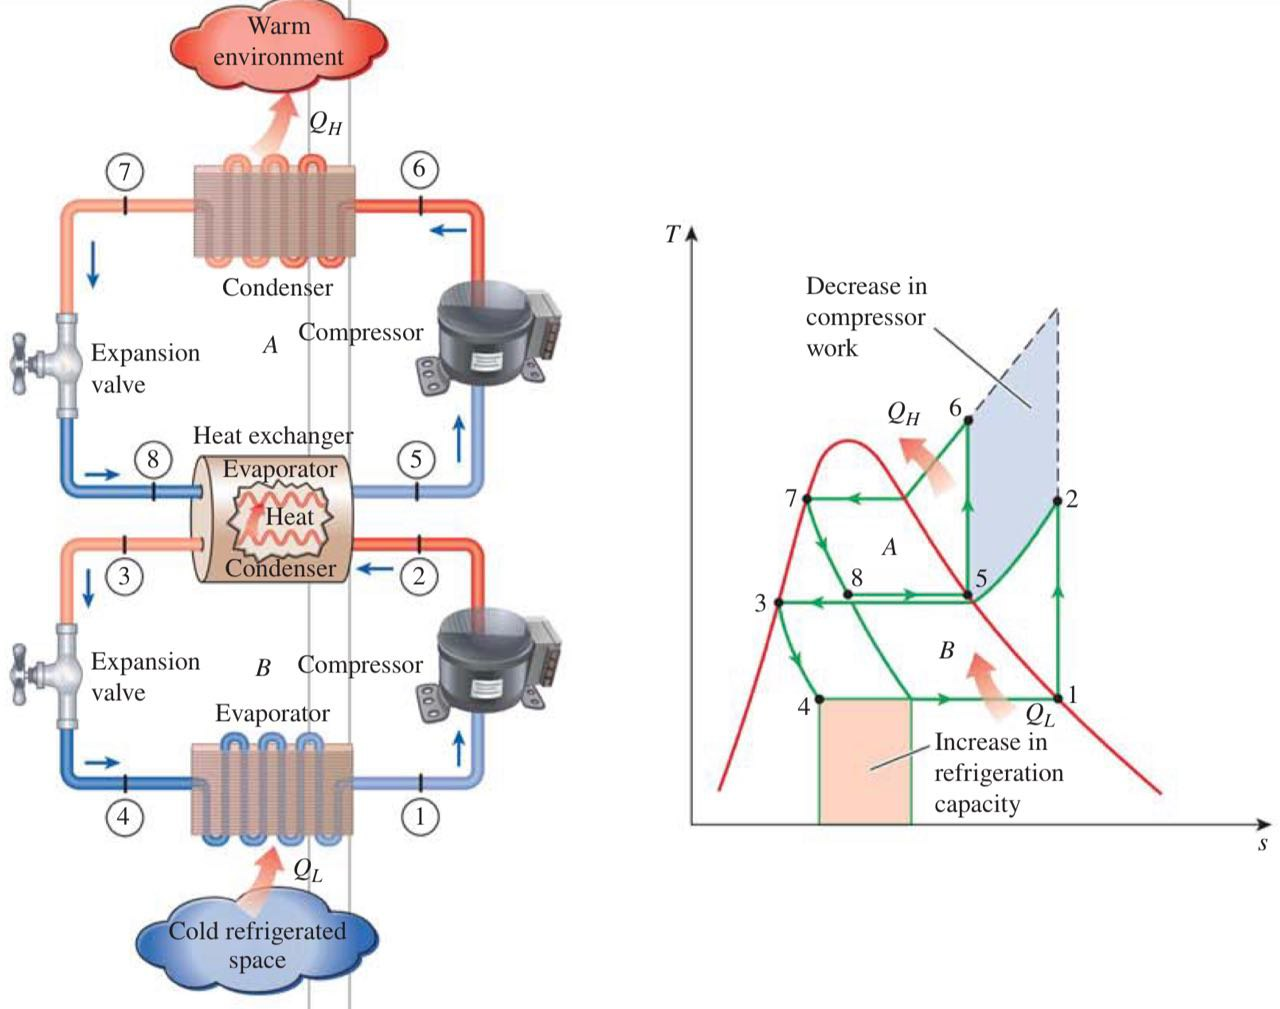 Warm
environment
Q_H
7
6
Condenser
Expansion
valve
A
Compressor
Heat exchanger
8
Evaporator
5
Heat
3
Condenser
2
Expansion
valve
B
Compressor
Evaporator
4
1
Q_L
Cold refrigerated
space
T
Decrease in
compressor
work
Q_H
6
7
2
A
8
5
3
B
4
1
Q_L
Increase in
refrigeration
capacity
s